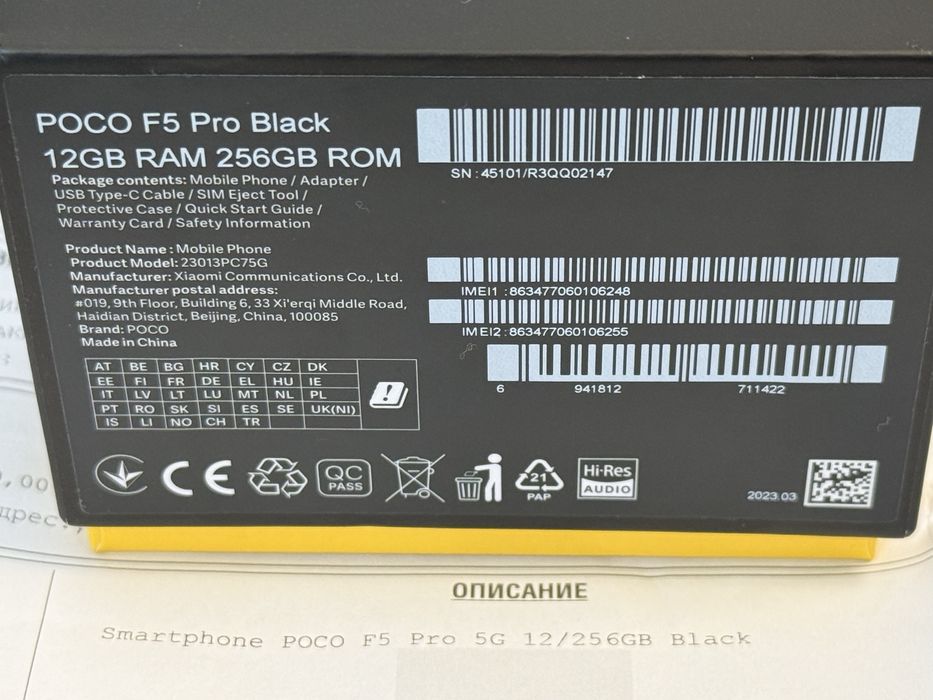 POCO F5 Pro Black
12GB RAM 256GB ROM
Package contents: Mobile Phone / Adapter /
USB Type-C Cable / SIM Eject Tool /
Protective Case / Quick Start Guide /
Warranty Card / Safety Information
SN : 45101/R3QQ02147
Product Name : Mobile Phone
Product Model: 23013PC75G
Manufacturer: Xiaomi Communications Co., Ltd.
Manufacturer postal address:
#019, 9th Floor, Building 6, 33 Xi'erqi Middle Road,
Haidian District, Beijing, China, 100085
Brand: POCO
Made in China
IMEI1 : 863477060106248
IMEI2 : 863477060106255
6 941812 711422
AT BE BG HR CY CZ DK
EE FI FR DE EL HU IE
IT LV LT LU MT NL PL
PT RO SK SI ES SE UK(NI)
IS LI NO CH TR
CE
QC
PASS
21
PAP
Hi-Res
AUDIO
2023.03
,00
ОПИСАНИЕ
Smartphone POCO F5 Pro 5G 12/256GB Black